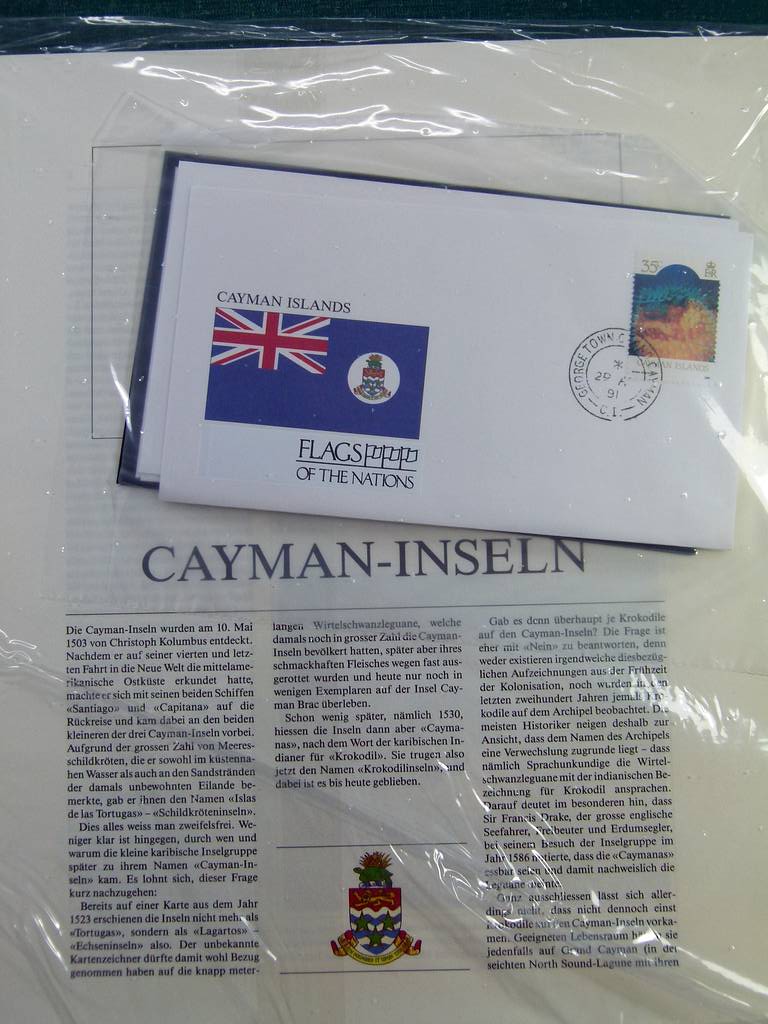 CAYMAN ISLANDS
FLAGS
OF THE NATIONS
35c
ER
CAYMAN ISLANDS
GEORGE TOWN CAYMAN
91
C.I.
CAYMAN-INSELN
Die Cayman-Inseln wurden am 10. Mai
1503 von Christoph Kolumbus entdeckt.
Nachdem er auf seiner vierten und letz-
ten Fahrt in die Neue Welt die mittelame-
rikanische Ostküste erkundet hatte,
machte er sich mit seinen beiden Schiffen
«Santiago» und «Capitana» auf die
Rückreise und kam dabei an den beiden
kleineren der drei Cayman-Inseln vorbei.
Aufgrund der grossen Zahl von Meeres-
schildkröten, die er sowohl im küstenna-
hen Wasser als auch an den Sandstränden
der damals unbewohnten Eilande be-
merkte, gab er ihnen den Namen «Islas
de las Tortugas» – «Schildkröteninseln».
Dies alles weiss man zweifelsfrei. We-
niger klar ist hingegen, durch wen und
warum die kleine karibische Inselgruppe
später zu ihrem Namen «Cayman-In-
seln» kam. Es lohnt sich, dieser Frage
kurz nachzugehen:
Bereits auf einer Karte aus dem Jahr
1523 erschienen die Inseln nicht mehr als
«Tortugas», sondern als «Lagartos» –
«Echseninseln» also. Der unbekannte
Kartenzeichner dürfte damit wohl Bezug
genommen haben auf die knapp meter-
langen Wirtelschwanzleguane, welche
damals noch in grosser Zahl die Cayman-
Inseln bevölkert hatten, später aber ihres
schmackhaften Fleisches wegen fast aus-
gerottet wurden und heute nur noch in
wenigen Exemplaren auf der Insel Cay-
man Brac überleben.
Schon wenig später, nämlich 1530,
hiessen die Inseln dann aber «Cayma-
nas», nach dem Wort der karibischen In-
dianer für «Krokodil». Sie trugen also
jetzt den Namen «Krokodilinseln», und
dabei ist es bis heute geblieben.
Gab es denn überhaupt je Krokodile
auf den Cayman-Inseln? Die Frage ist
eher mit «Nein» zu beantworten, denn
weder existieren irgendwelche diesbezüg-
lichen Aufzeichnungen aus der Frühzeit
der Kolonisation, noch wurden in den
letzten zweihundert Jahren jemals Kro-
kodile auf dem Archipel beobachtet. Die
meisten Historiker neigen deshalb zur
Ansicht, dass dem Namen des Archipels
eine Verwechslung zugrunde liegt – dass
nämlich Sprachunkundige die Wirtel-
schwanzleguane mit der indianischen Be-
zeichnung für Krokodil ansprachen.
Darauf deutet im besonderen hin, dass
Sir Francis Drake, der grosse englische
Seefahrer, Freibeuter und Erdumsegler,
bei seinem Besuch der Inselgruppe im
Jahr 1586 notierte, dass die «Caymanas»
essbar seien und damit nachweislich die
Leguane meinte.
Ganz ausschliessen lässt sich aller-
dings nicht, dass nicht dennoch einst
Krokodile auf den Cayman-Inseln vorka-
men. Geeigneten Lebensraum hätten sie
jedenfalls auf Grand Cayman (in der
seichten North Sound-Lagune mit ihren